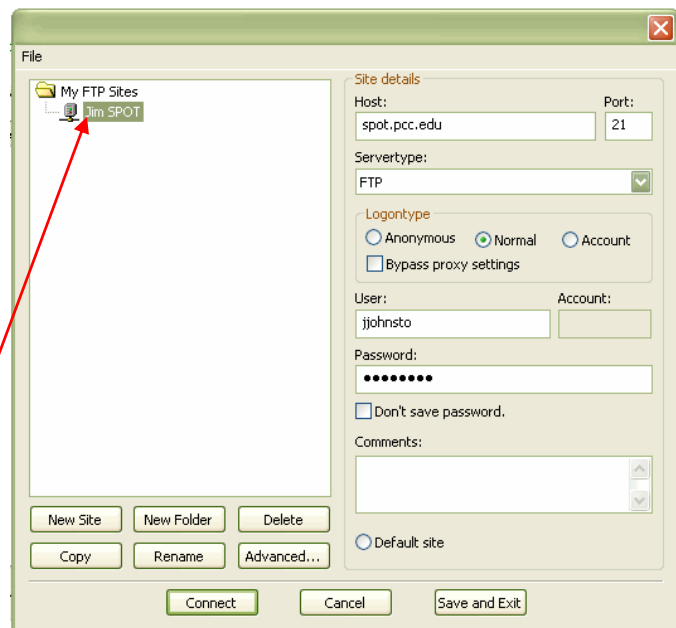 File
My FTP Sites
Jim SPOT
New Site New Folder Delete
Copy Rename Advanced...
Site details
Host: Port:
spot.pcc.edu 21
Servertype:
FTP
Logontype
Anonymous Normal Account
Bypass proxy settings
User: Account:
jjohnsto
Password:
••••••••
Don't save password.
Comments:
Default site
Connect Cancel Save and Exit